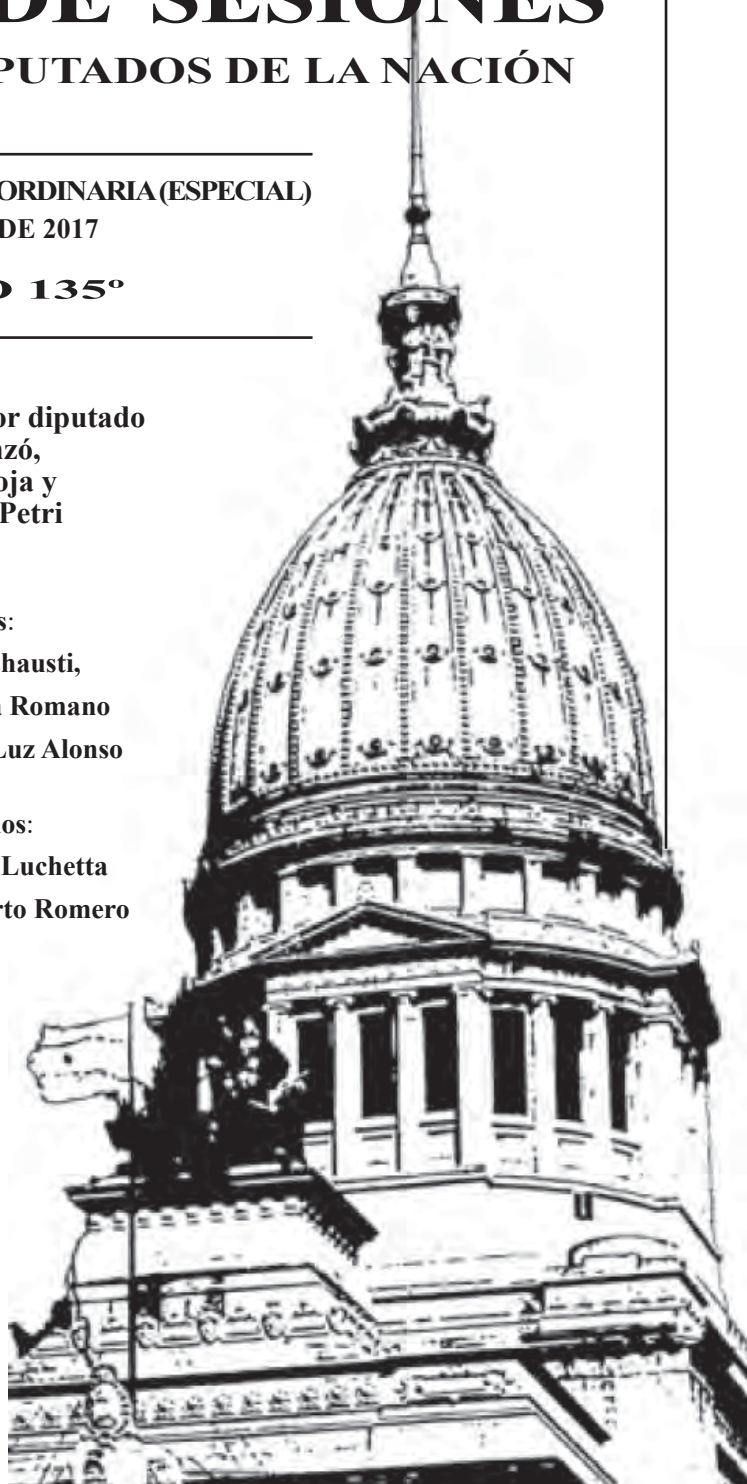 DE SESIONES
PUTADOS DE LA NACIÓN
ORDINARIA (ESPECIAL)
DE 2017
O 135º
or diputado
nzó,
oja y
Petri
s:
hausti,
a Romano
Luz Alonso
ios:
Luchetta
rto Romero